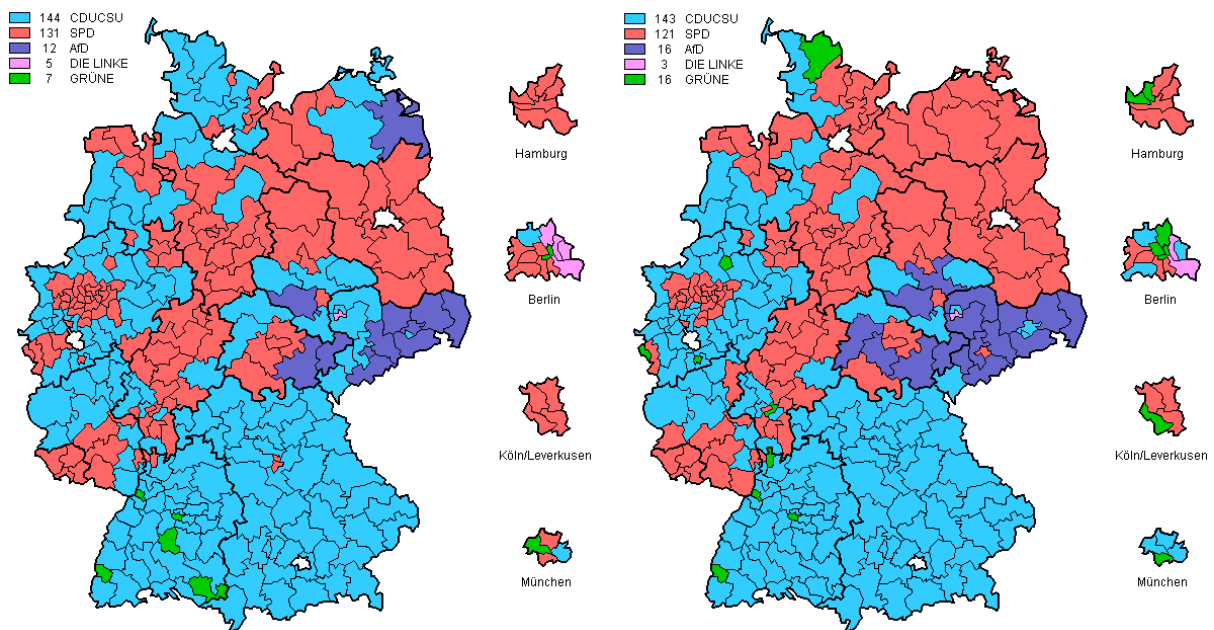 144 CDUCSU
131 SPD
12 AfD
5 DIE LINKE
7 GRÜNE
Hamburg
Berlin
Köln/Leverkusen
München
143 CDUCSU
121 SPD
16 AfD
3 DIE LINKE
16 GRÜNE
Hamburg
Berlin
Köln/Leverkusen
München